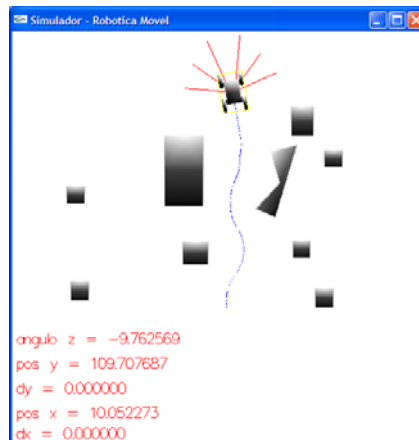 Simulador - Robotica Movel
angulo z = -9.762569
pos y = 109.707687
dy = 0.000000
pos x = 10.052273
dx = 0.000000